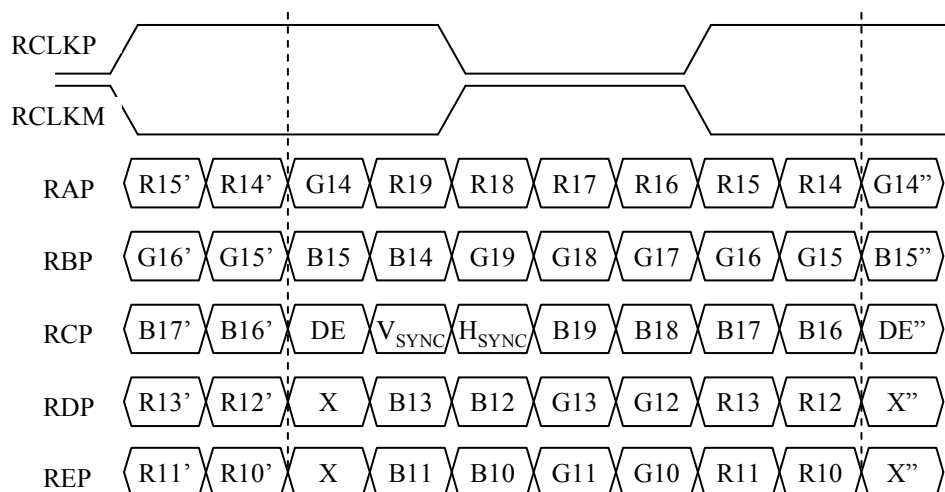 RCLKP
RCLKM
RAP R15’ R14’ G14 R19 R18 R17 R16 R15 R14 G14”
RBP G16’ G15’ B15 B14 G19 G18 G17 G16 G15 B15”
RCP B17’ B16’ DE VSYNC HSYNC B19 B18 B17 B16 DE”
RDP R13’ R12’ X B13 B12 G13 G12 R13 R12 X”
REP R11’ R10’ X B11 B10 G11 G10 R11 R10 X”